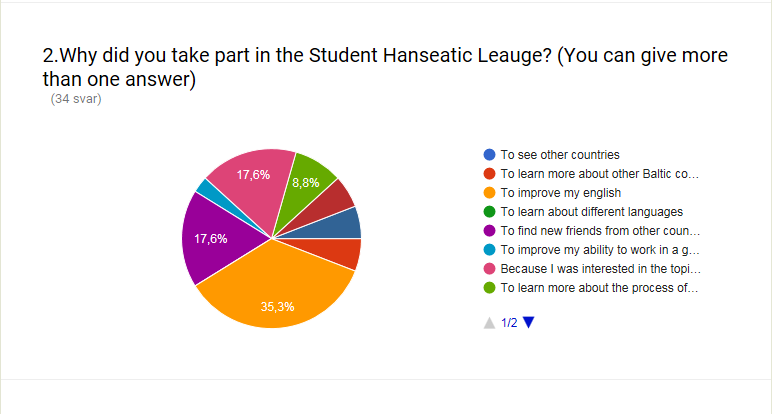 2.Why did you take part in the Student Hanseatic Leauge? (You can give more
than one answer)
(34 svar)
17,6%
8,8%
17,6%
35,3%
To see other countries
To learn more about other Baltic co...
To improve my english
To learn about different languages
To find new friends from other coun...
To improve my ability to work in a g...
Because I was interested in the topi...
To learn more about the process of...
1/2